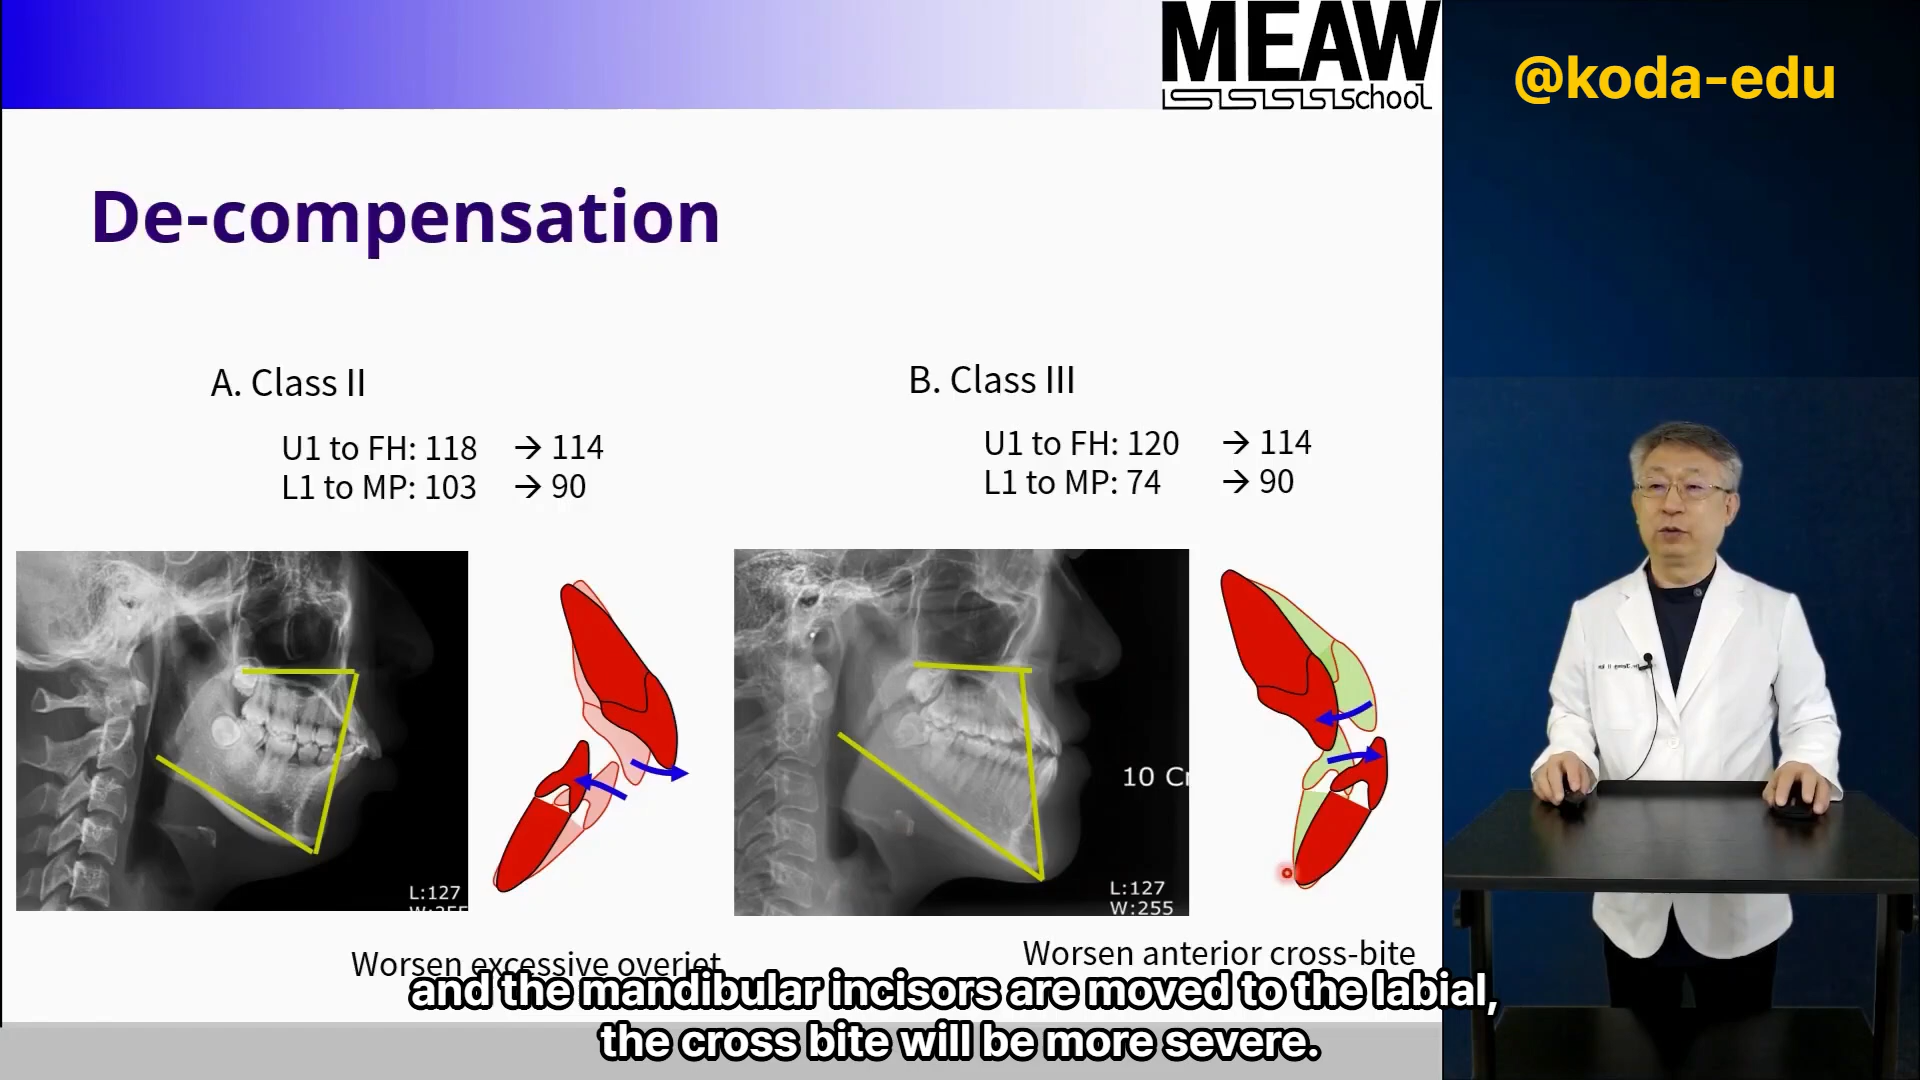 MEAW
school
@koda-edu
De-compensation
A. Class II
U1 to FH: 118 → 114
L1 to MP: 103 → 90
B. Class III
U1 to FH: 120 → 114
L1 to MP: 74 → 90
L:127
W:255
10 Cr
L:127
W:255
Worsen excessive overjet
Worsen anterior cross-bite
and the mandibular incisors are moved to the labial,
the cross bite will be more severe.